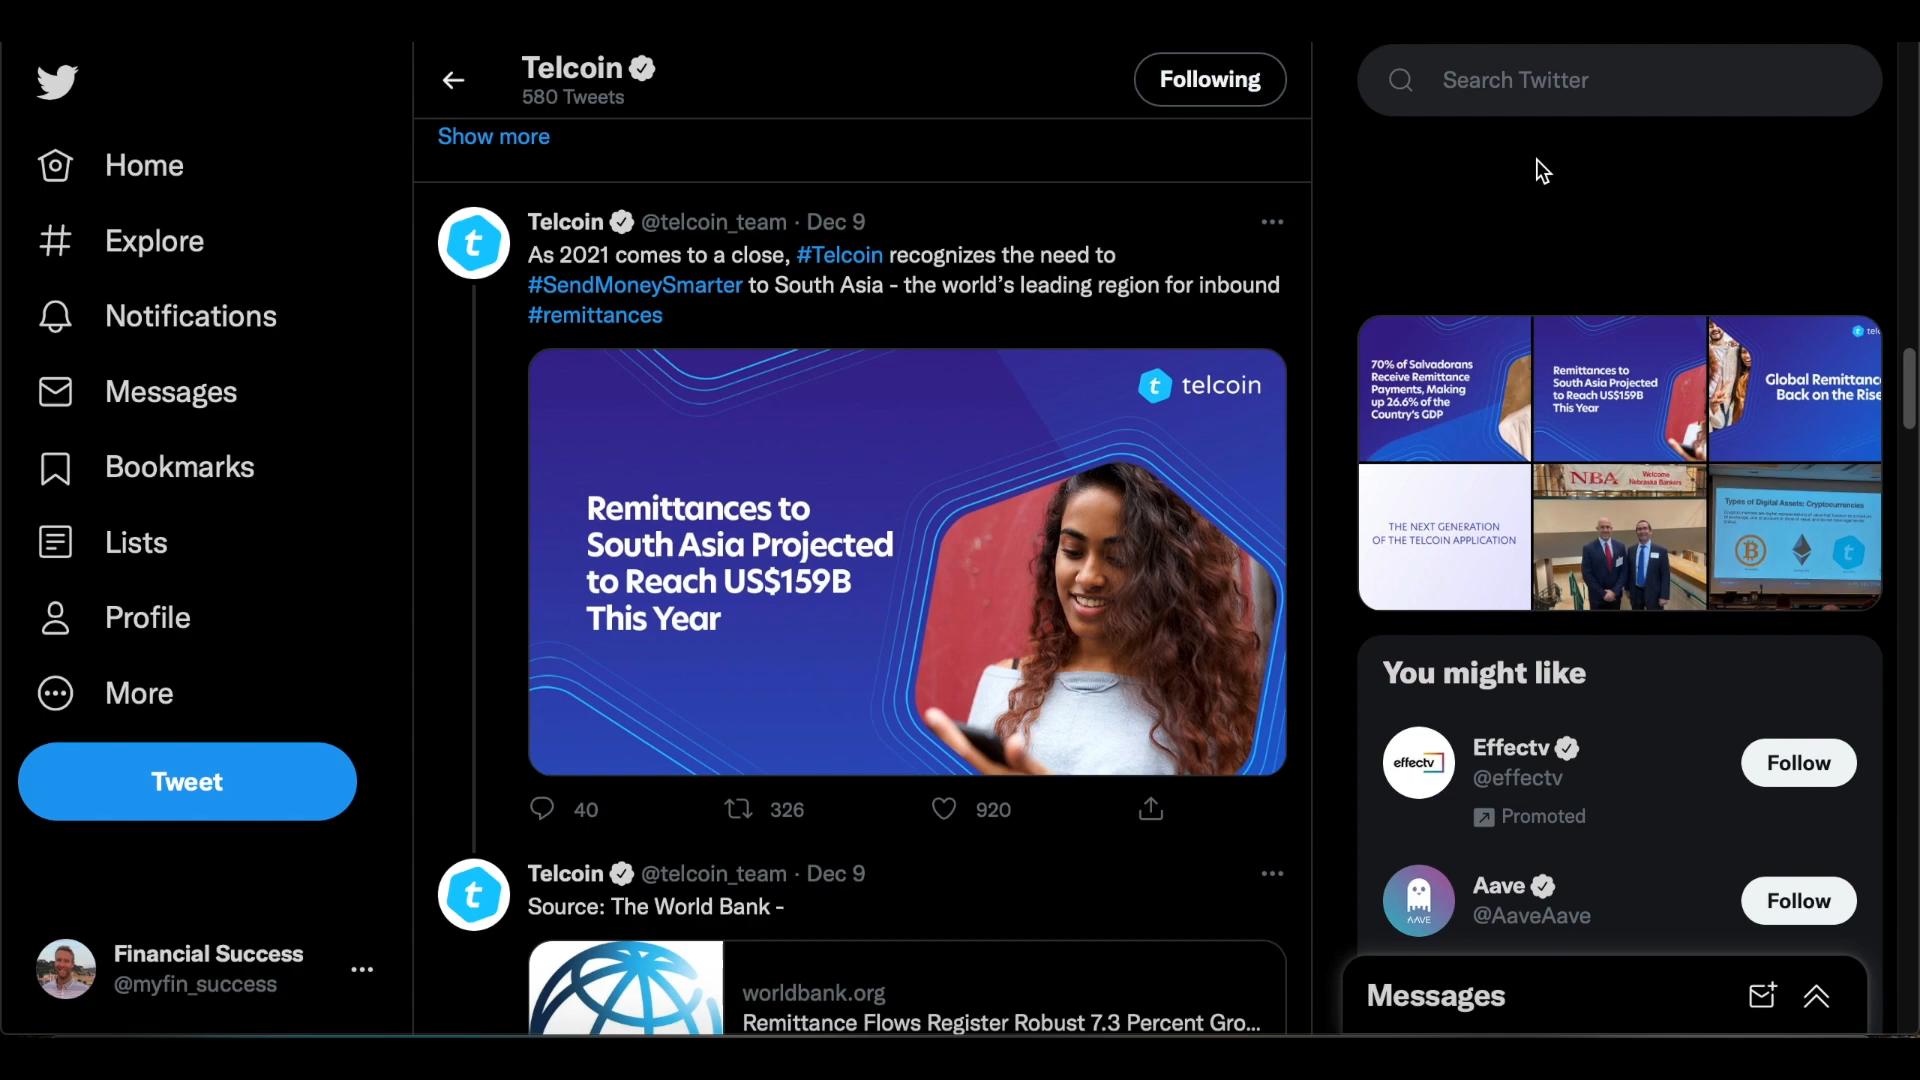 Home
Explore
Notifications
Messages
Bookmarks
Lists
Profile
More
Tweet
Financial Success
@myfin_success
Telcoin
580 Tweets
Following
Show more
Telcoin @telcoin_team · Dec 9
As 2021 comes to a close, #Telcoin recognizes the need to
#SendMoneySmarter to South Asia - the world's leading region for inbound
#remittances
telcoin
Remittances to
South Asia Projected
to Reach US$159B
This Year
40 326 920
Telcoin @telcoin_team · Dec 9
Source: The World Bank -
worldbank.org
Remittance Flows Register Robust 7.3 Percent Gro...
Search Twitter
70% of Salvadorans
Receive Remittance
Payments, Making
up 26.6% of the
Country's GDP
Remittances to
South Asia Projected
to Reach US$159B
This Year
telc
Global Remittanc
Back on the Rise
THE NEXT GENERATION
OF THE TELCOIN APPLICATION
NBA
Welcome
Nebraska Bankers
Types of Digital Assets: Cryptocurrencies
You might like
Effectv
@effectv
Follow
Promoted
effectv
Aave
@AaveAave
Follow
AAVE
Messages